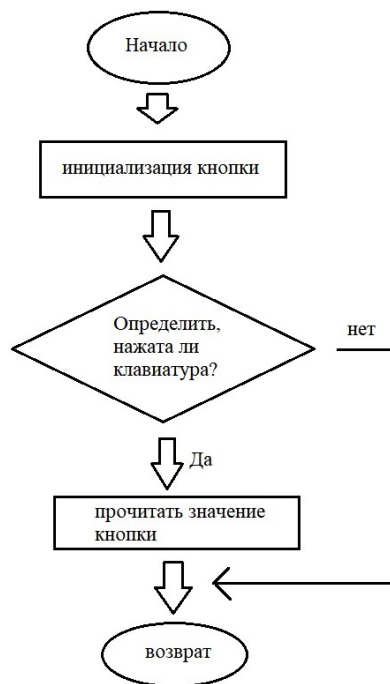 Начало
инициализация кнопки
Определить,
нажата ли
клавиатура?
нет
Да
прочитать значение
кнопки
возврат